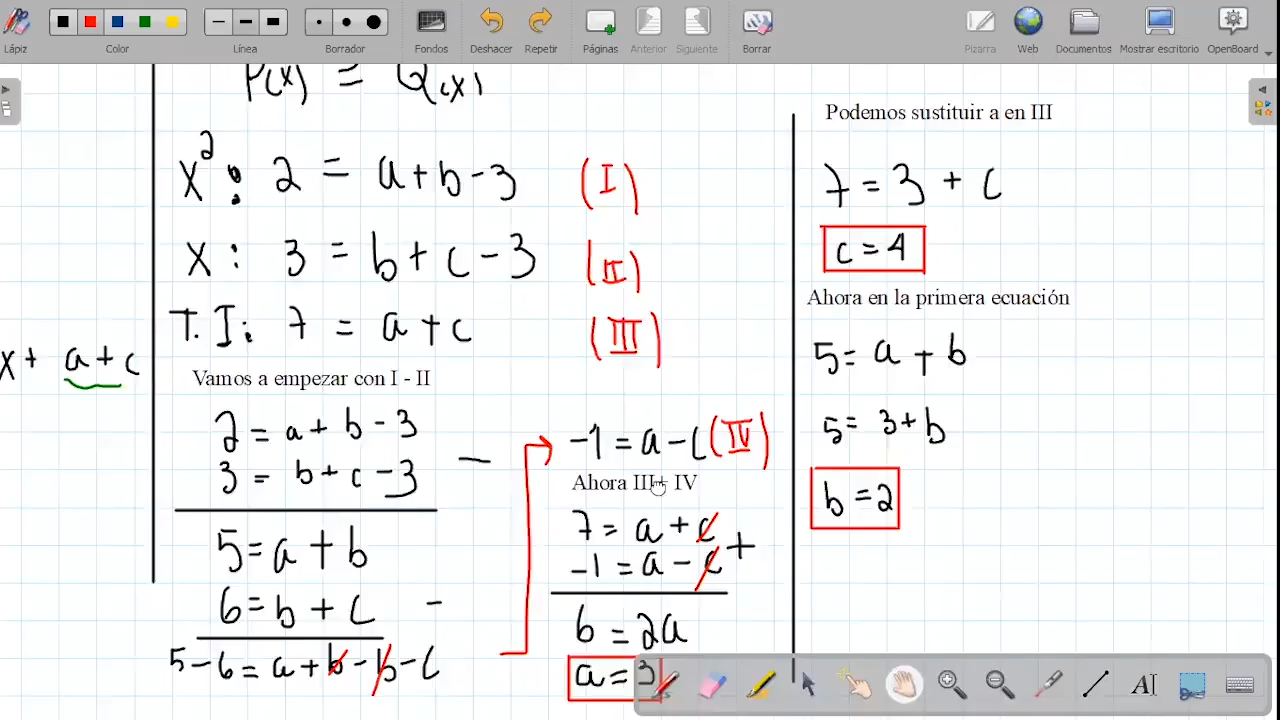 Lápiz Color Línea Borrador Fondos Deshacer Repetir Páginas Anterior Siguiente Borrar Pizarra Web Documentos Mostrar escritorio OpenBoard
P(x) = Q(x)
x²: 2 = a+b-3 (I)
x: 3 = b+c-3 (II)
T.I: 7 = a+c (III)
x+ a+c
Vamos a empezar con I - II
2 = a+b-3
3 = b+c-3 —
5 = a+b
6 = b+c -
5-6 = a+b-b-c
-1 = a-c (IV)
Ahora III+ IV
7 = a+c
-1 = a-c +
6 = 2a
a = 3
Podemos sustituir a en III
7 = 3 + c
c = 4
Ahora en la primera ecuación
5 = a + b
5 = 3+b
b = 2
AI